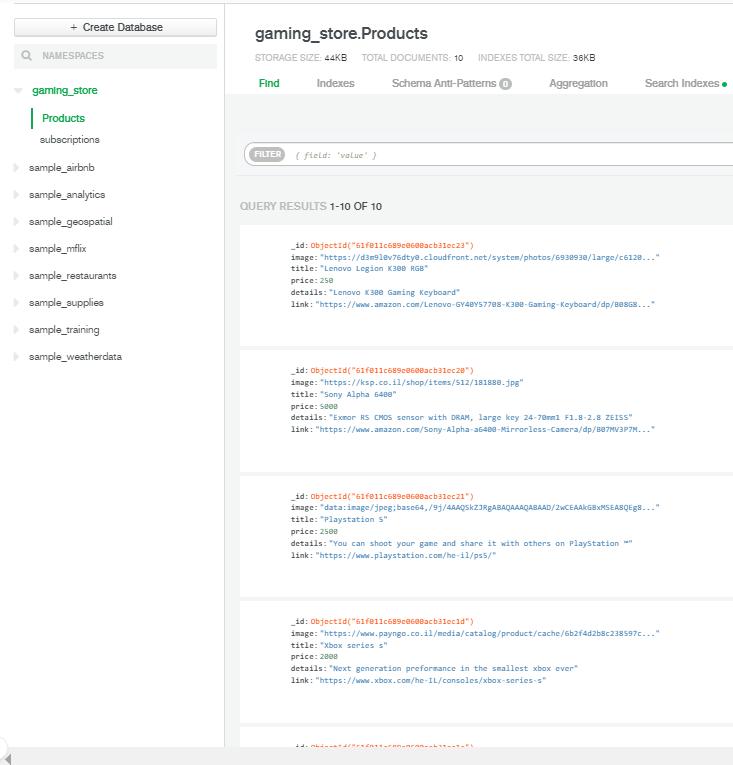 + Create Database
NAMESPACES
gaming_store
Products
subscriptions
sample_airbnb
sample_analytics
sample_geospatial
sample_mflix
sample_restaurants
sample_supplies
sample_training
sample_weatherdata
gaming_store.Products
STORAGE SIZE: 44KB TOTAL DOCUMENTS: 10 INDEXES TOTAL SIZE: 36KB
Find Indexes Schema Anti-Patterns 0 Aggregation Search Indexes
FILTER { field: 'value' }
QUERY RESULTS 1-10 OF 10
_id: ObjectId("61f011c689e0600acb31ec23")
image: "https://d3m9l0v76dty0.cloudfront.net/system/photos/6930930/large/c6120..."
title: "Lenovo Legion K300 RGB"
price: 250
details: "Lenovo K300 Gaming Keyboard"
link: "https://www.amazon.com/Lenovo-GY40Y57708-K300-Gaming-Keyboard/dp/B08G8..."
_id: ObjectId("61f011c689e0600acb31ec20")
image: "https://ksp.co.il/shop/items/512/181880.jpg"
title: "Sony Alpha 6400"
price: 5000
details: "Exmor RS CMOS sensor with DRAM, large key 24-70mm1 F1.8-2.8 ZEISS"
link: "https://www.amazon.com/Sony-Alpha-a6400-Mirrorless-Camera/dp/B07MV3P7M..."
_id: ObjectId("61f011c689e0600acb31ec21")
image: "data:image/jpeg;base64,/9j/4AAQSkZJRgABAQAAAQABAAD/2wCEAAkGBxMSEA8QEg8..."
title: "Playstation 5"
price: 2500
details: "You can shoot your game and share it with others on PlayStation ™"
link: "https://www.playstation.com/he-il/ps5/"
_id: ObjectId("61f011c689e0600acb31ec1d")
image: "https://www.payngo.co.il/media/catalog/product/cache/6b2f4d2b8c238597c..."
title: "Xbox series s"
price: 2000
details: "Next generation preformance in the smallest xbox ever"
link: "https://www.xbox.com/he-IL/consoles/xbox-series-s"